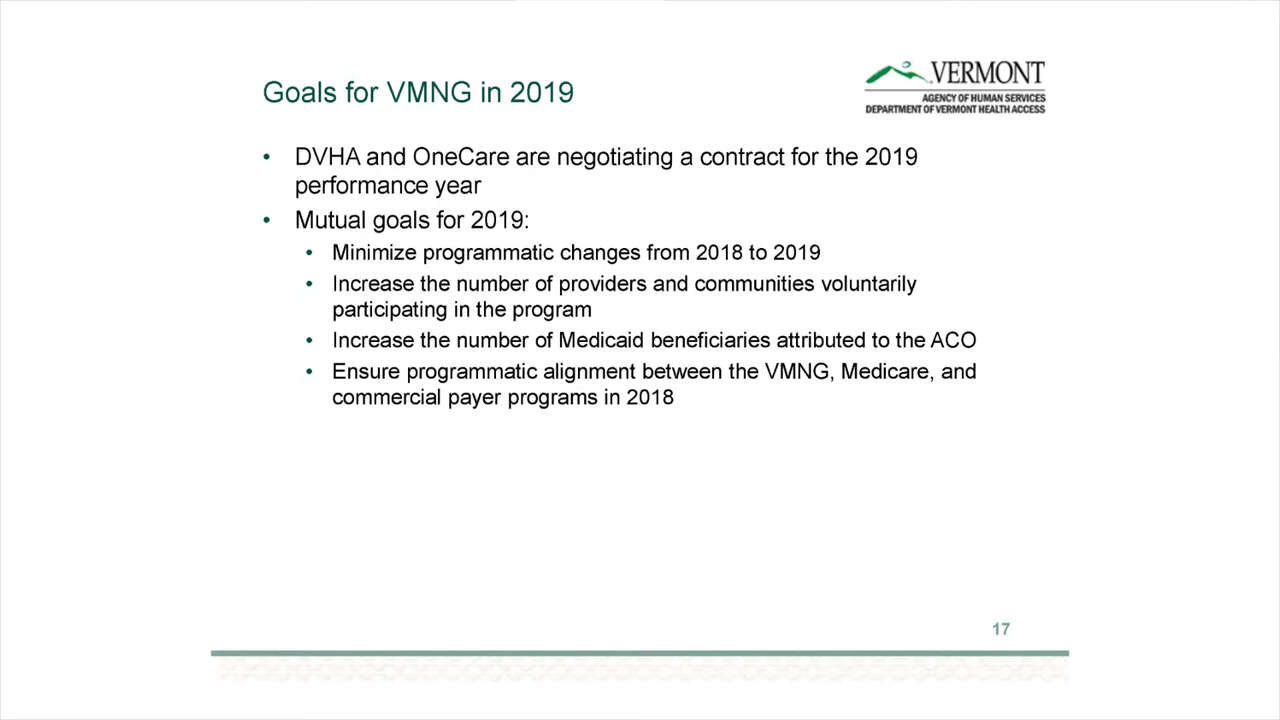 Goals for VMNG in 2019
VERMONT
AGENCY OF HUMAN SERVICES
DEPARTMENT OF VERMONT HEALTH ACCESS
• DVHA and OneCare are negotiating a contract for the 2019
performance year
• Mutual goals for 2019:
• Minimize programmatic changes from 2018 to 2019
• Increase the number of providers and communities voluntarily
participating in the program
• Increase the number of Medicaid beneficiaries attributed to the ACO
• Ensure programmatic alignment between the VMNG, Medicare, and
commercial payer programs in 2018
17